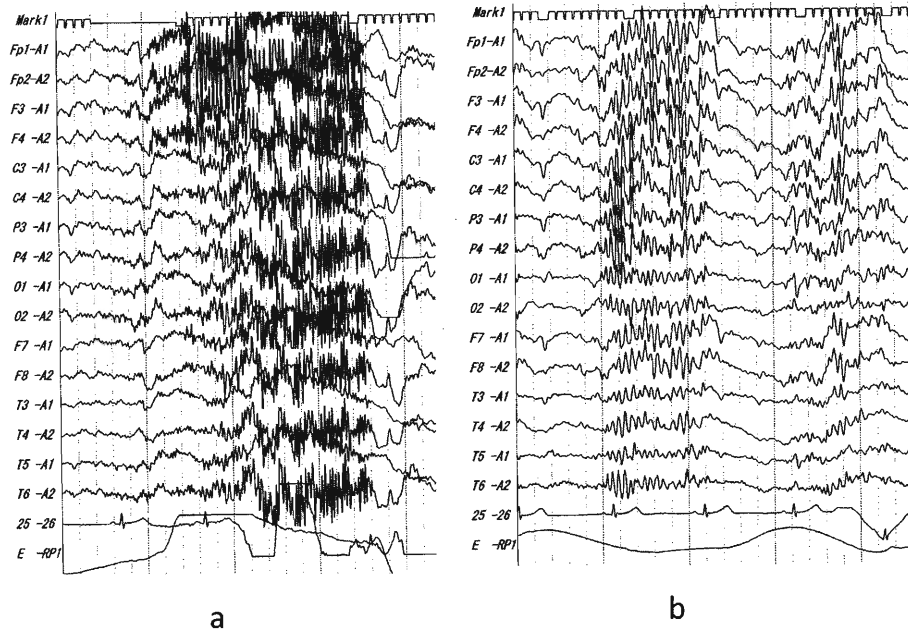 Mark1
Fp1-A1
Fp2-A2
F3 -A1
F4 -A2
C3 -A1
C4 -A2
P3 -A1
P4 -A2
O1 -A1
O2 -A2
F7 -A1
F8 -A2
T3 -A1
T4 -A2
T5 -A1
T6 -A2
25 -26
E -RP1
a
Mark1
Fp1-A1
Fp2-A2
F3 -A1
F4 -A2
C3 -A1
C4 -A2
P3 -A1
P4 -A2
O1 -A1
O2 -A2
F7 -A1
F8 -A2
T3 -A1
T4 -A2
T5 -A1
T6 -A2
25 -26
E -RP1
b